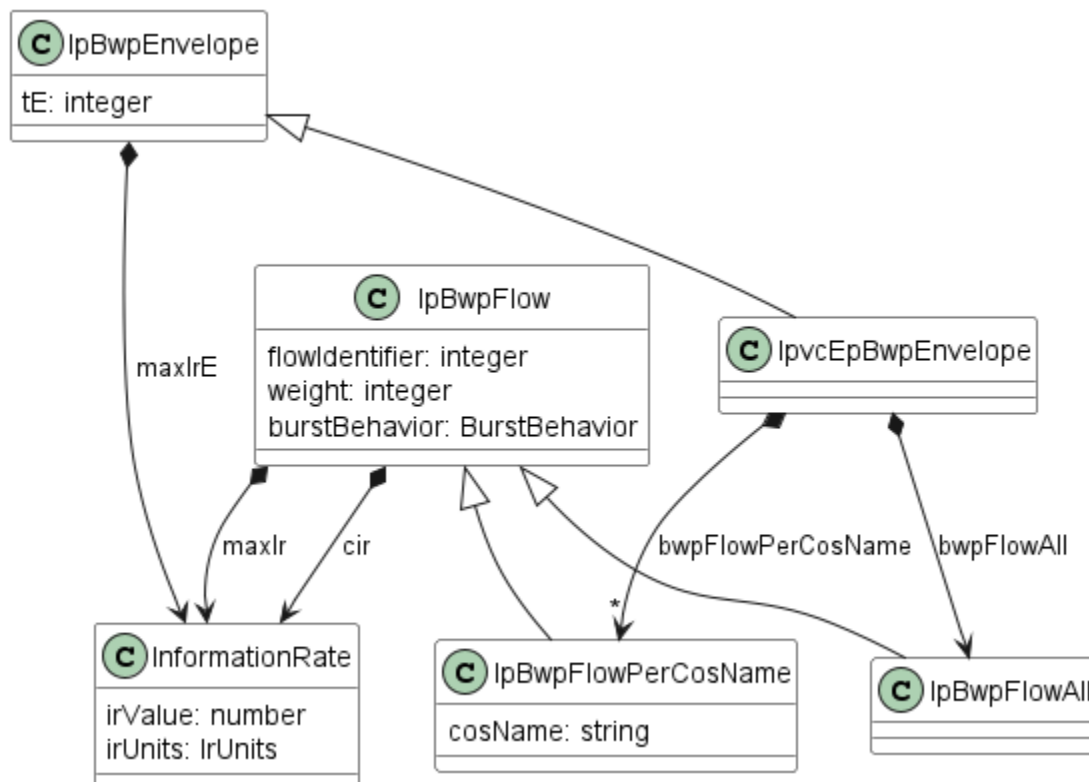 C IpBwpEnvelope
tE: integer
maxIrE
C IpBwpFlow
flowIdentifier: integer
weight: integer
burstBehavior: BurstBehavior
C IpvcEpBwpEnvelope
maxIr
cir
bwpFlowPerCosName
bwpFlowAll
*
C InformationRate
irValue: number
irUnits: IrUnits
C IpBwpFlowPerCosName
cosName: string
C IpBwpFlowAll